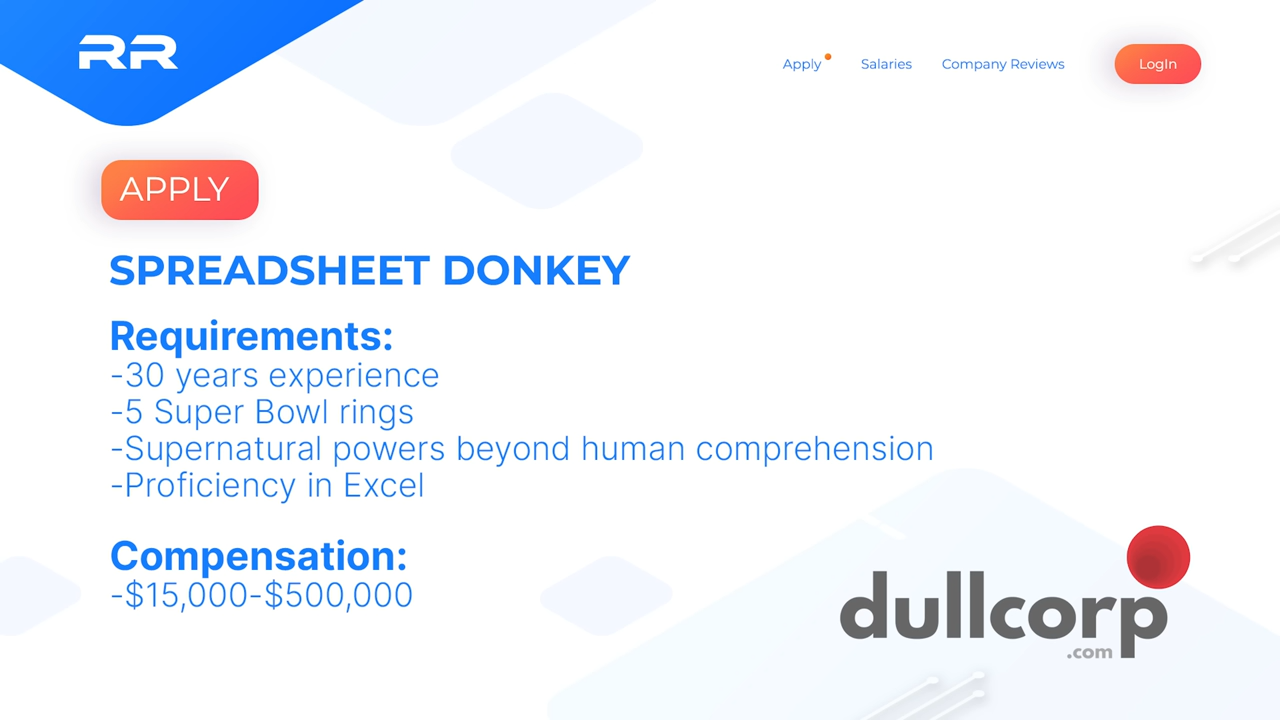 RR
Apply
Salaries
Company Reviews
LogIn
APPLY
SPREADSHEET DONKEY
Requirements:
-30 years experience
-5 Super Bowl rings
-Supernatural powers beyond human comprehension
-Proficiency in Excel
Compensation:
-$15,000-$500,000
dullcorp
.com